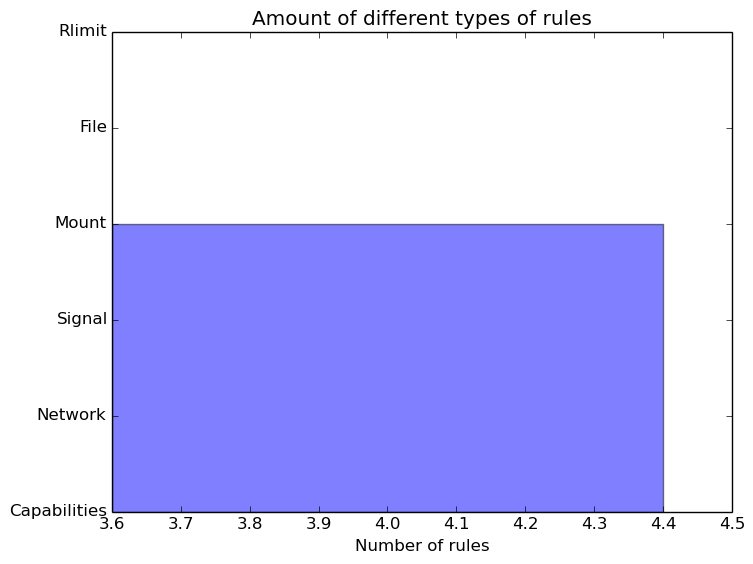 Amount of different types of rules
Rlimit
File
Mount
Signal
Network
Capabilities
3.6 3.7 3.8 3.9 4.0 4.1 4.2 4.3 4.4 4.5
Number of rules